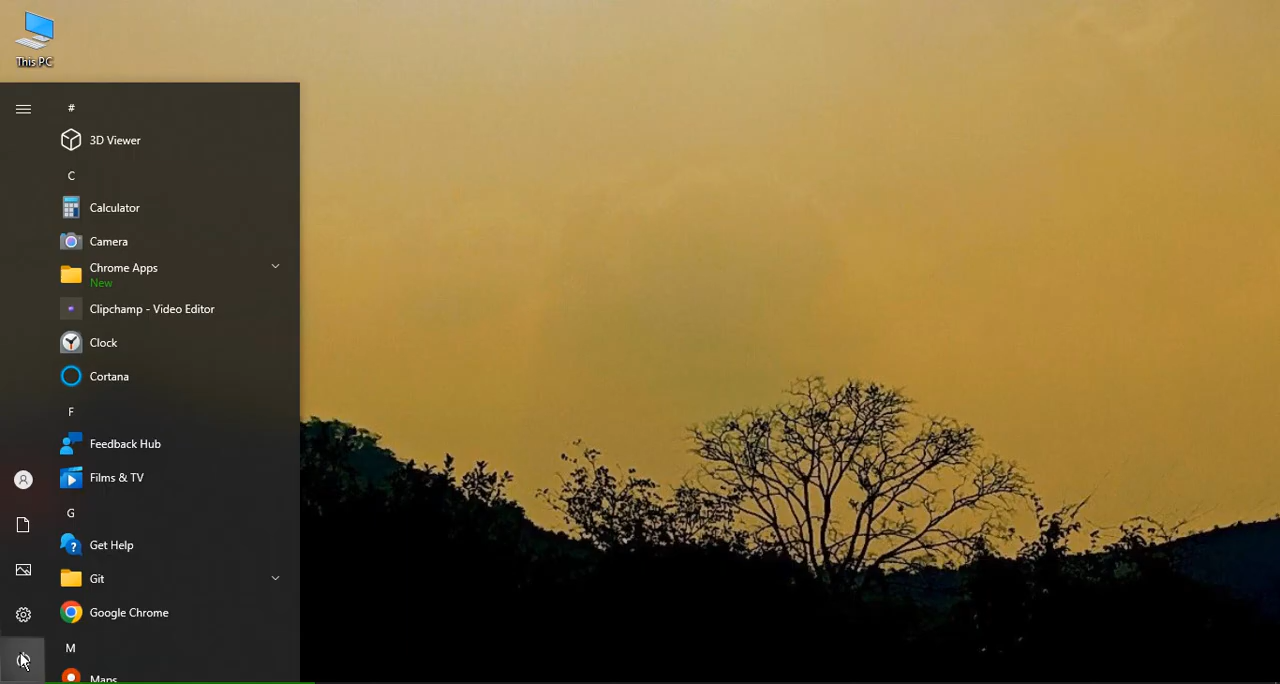 This PC
#
3D Viewer
C
Calculator
Camera
Chrome Apps
New
Clipchamp - Video Editor
Clock
Cortana
F
Feedback Hub
Films & TV
G
Get Help
Git
Google Chrome
M
Maps